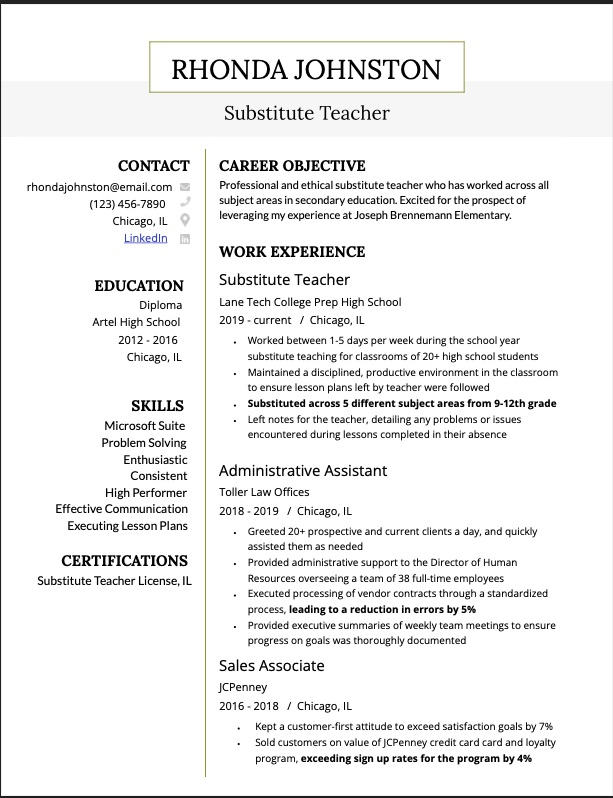 RHONDA JOHNSTON
Substitute Teacher
CONTACT
rhondajohnston@email.com
(123) 456-7890
Chicago, IL
LinkedIn
EDUCATION
Diploma
Artel High School
2012 - 2016
Chicago, IL
SKILLS
Microsoft Suite
Problem Solving
Enthusiastic
Consistent
High Performer
Effective Communication
Executing Lesson Plans
CERTIFICATIONS
Substitute Teacher License, IL
CAREER OBJECTIVE
Professional and ethical substitute teacher who has worked across all
subject areas in secondary education. Excited for the prospect of
leveraging my experience at Joseph Brennemann Elementary.
WORK EXPERIENCE
Substitute Teacher
Lane Tech College Prep High School
2019 - current / Chicago, IL
• Worked between 1-5 days per week during the school year
substitute teaching for classrooms of 20+ high school students
• Maintained a disciplined, productive environment in the classroom
to ensure lesson plans left by teacher were followed
• Substituted across 5 different subject areas from 9-12th grade
• Left notes for the teacher, detailing any problems or issues
encountered during lessons completed in their absence
Administrative Assistant
Toller Law Offices
2018 - 2019 / Chicago, IL
• Greeted 20+ prospective and current clients a day, and quickly
assisted them as needed
• Provided administrative support to the Director of Human
Resources overseeing a team of 38 full-time employees
• Executed processing of vendor contracts through a standardized
process, leading to a reduction in errors by 5%
• Provided executive summaries of weekly team meetings to ensure
progress on goals was thoroughly documented
Sales Associate
JCPenney
2016 - 2018 / Chicago, IL
• Kept a customer-first attitude to exceed satisfaction goals by 7%
• Sold customers on value of JCPenney credit card card and loyalty
program, exceeding sign up rates for the program by 4%